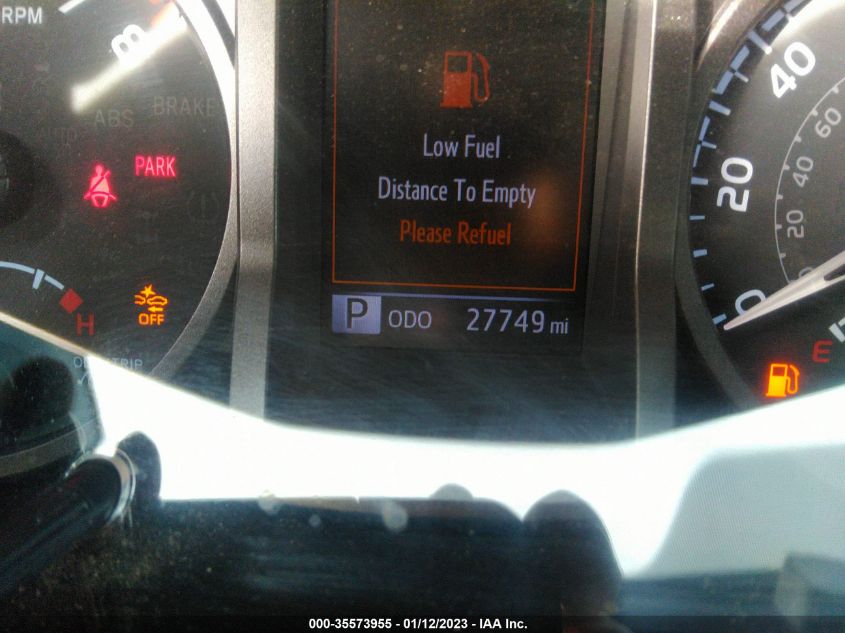 RPM
8
ABS
BRAKE
PARK
Low Fuel
Distance To Empty
Please Refuel
OFF
H
P ODO 27749 mi
40
20
0
60
40
20
E
000-35573955 - 01/12/2023 - IAA Inc.